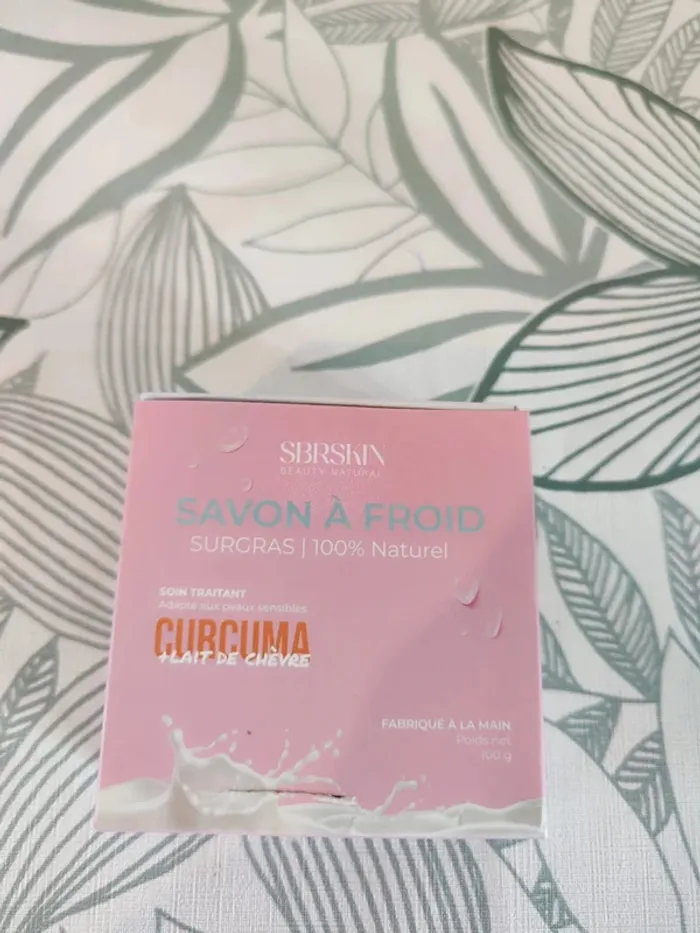 SBRSKIN
BEAUTY NATURAL
SAVON À FROID
SURGRAS | 100% Naturel
SOIN TRAITANT
Adapté aux peaux sensibles
CURCUMA
+LAIT DE CHÈVRE
FABRIQUÉ À LA MAIN
Poids net
100 g